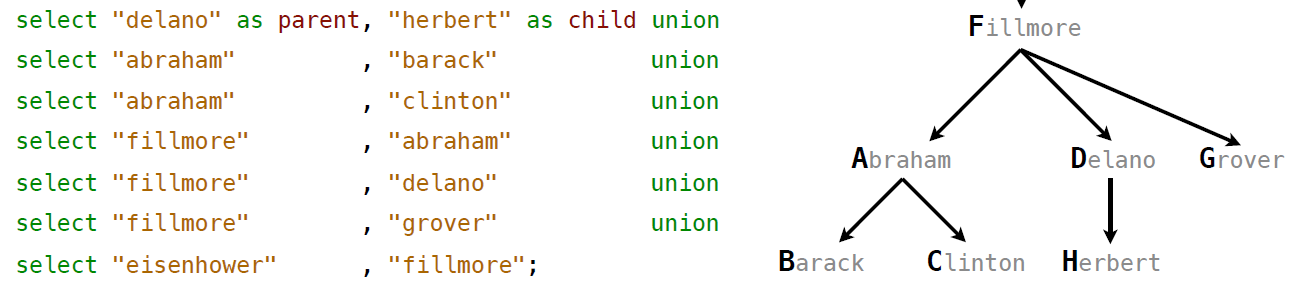 select "delano" as parent, "herbert" as child union
select "abraham" , "barack" union
select "abraham" , "clinton" union
select "fillmore" , "abraham" union
select "fillmore" , "delano" union
select "fillmore" , "grover" union
select "eisenhower" , "fillmore";
Fillmore
Abraham Delano Grover
Barack Clinton Herbert